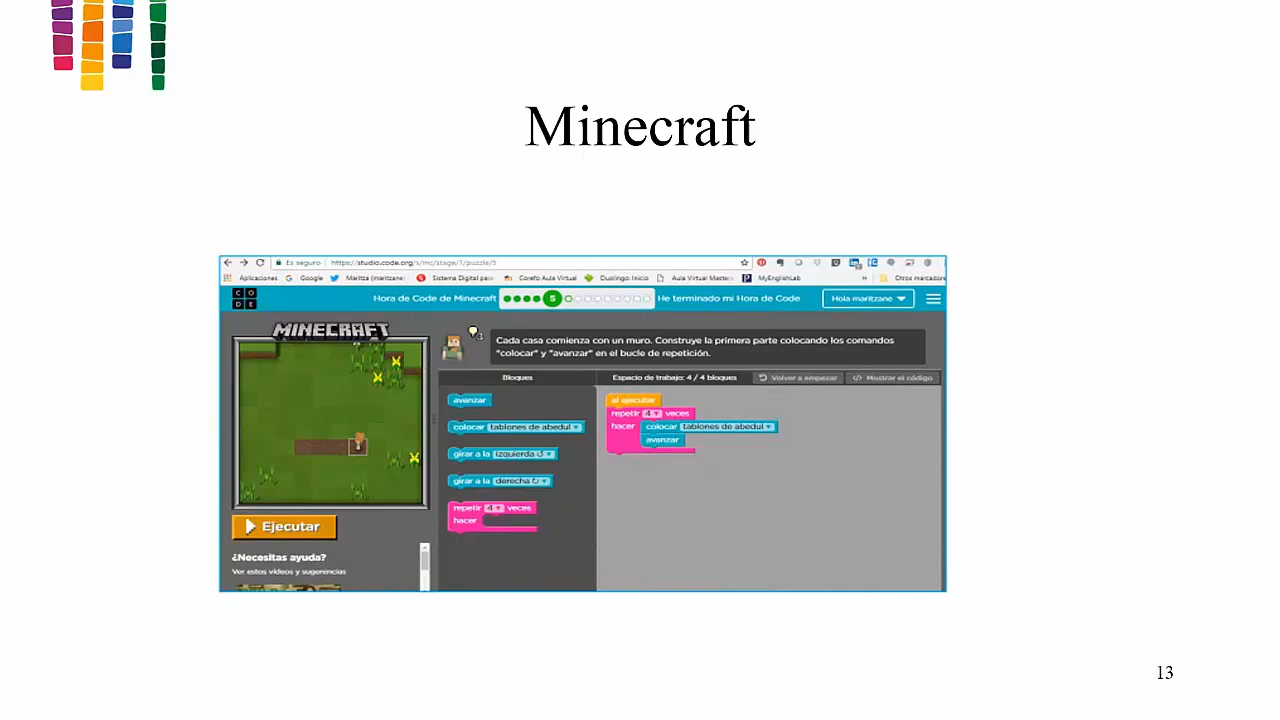 Minecraft
Es seguro | https://studio.code.org/s/mc/stage/1/puzzle/5
Aplicaciones Google Maritza (maritzane) Sistema Digital para Corefo Aula Virtual Duolingo: Inicio Aula Virtual Master MyEnglishLab Otros marcadores
CODE
Hora de Code de Minecraft 5 He terminado mi Hora de Code Hola maritzane
MINECRAFT
3
Cada casa comienza con un muro. Construye la primera parte colocando los comandos
"colocar" y "avanzar" en el bucle de repetición.
Bloques Espacio de trabajo: 4 / 4 bloques Volver a empezar </> Mostrar el código
avanzar
colocar tablones de abedul
girar a la izquierda
girar a la derecha
repetir 4 veces
hacer
al ejecutar
repetir 4 veces
hacer colocar tablones de abedul
avanzar
Ejecutar
¿Necesitas ayuda?
Ver estos vídeos y sugerencias
13